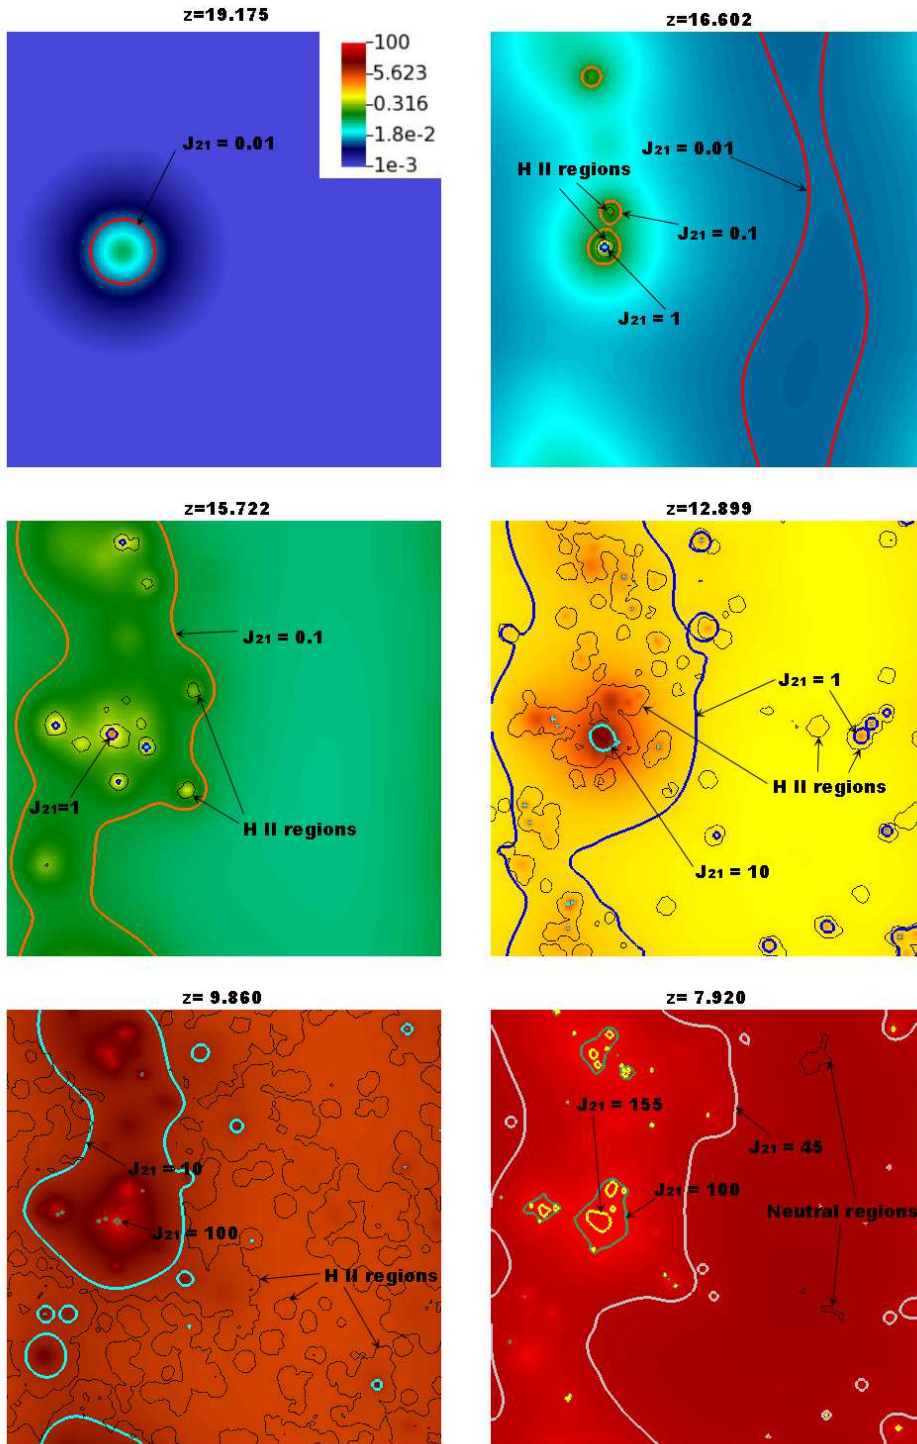 z=19.175
100
5.623
0.316
1.8e-2
1e-3
J21 = 0.01
z=16.602
J21 = 0.01
H II regions
J21 = 0.1
J21 = 1
z=15.722
J21 = 0.1
J21=1
H II regions
z=12.899
J21 = 1
H II regions
J21 = 10
z= 9.860
J21 = 10
J21 = 100
H II regions
z= 7.920
J21 = 155
J21 = 45
J21 = 100
Neutral regions